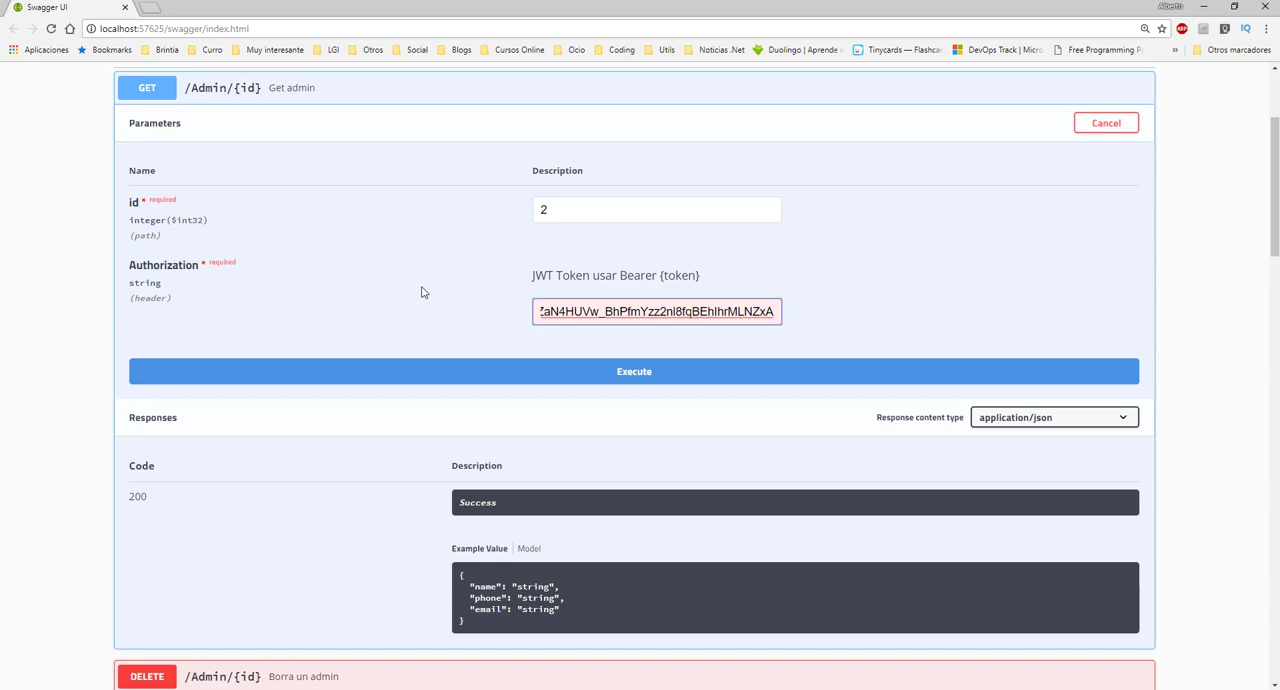 Swagger UI
Alberto
localhost:57625/swagger/index.html
Aplicaciones Bookmarks Brintia Curro Muy interesante LGI Otros Social Blogs Cursos Online Ocio Coding Utils Noticias .Net Duolingo | Aprende Tinycards — Flashcar DevOps Track | Micro Free Programming » Otros marcadores
GET /Admin/{id} Get admin
Parameters Cancel
Name Description
id * required
2
integer($int32)
(path)
Authorization * required
JWT Token usar Bearer {token}
string
(header)
ZaN4HUVw_BhPfmYzz2nl8fqBEhIhrMLNZxA
Execute
Responses Response content type application/json
Code Description
200
Success
Example Value Model
{
"name": "string",
"phone": "string",
"email": "string"
}
DELETE /Admin/{id} Borra un admin